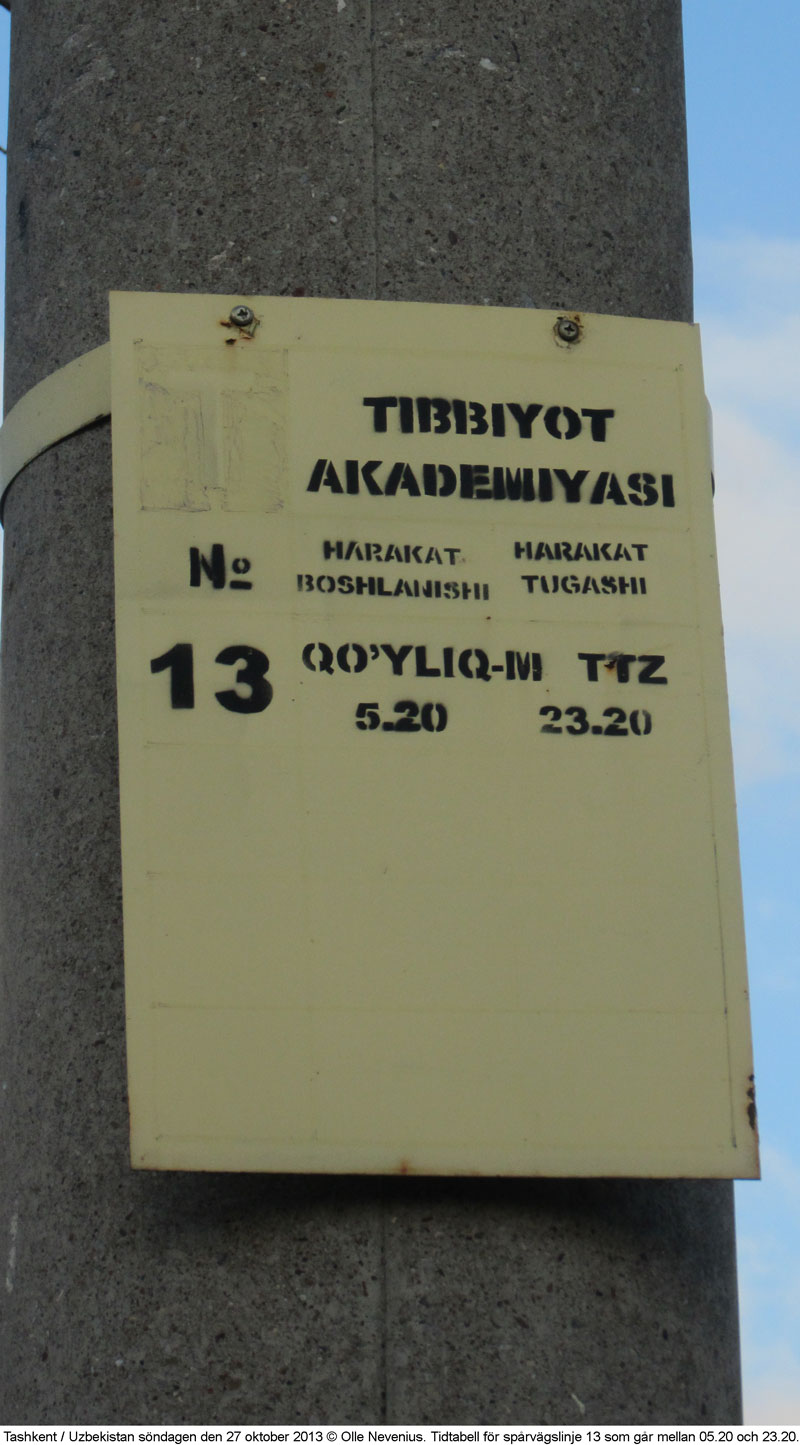 T
TIBBIYOT
AKADEMIYASI
№ HARAKAT BOSHLANISHI HARAKAT TUGASHI
13 QO'YLIQ-M TTZ
5.20 23.20
Tashkent / Uzbekistan söndagen den 27 oktober 2013 © Olle Nevenius. Tidtabell för spårvägslinje 13 som går mellan 05.20 och 23.20.